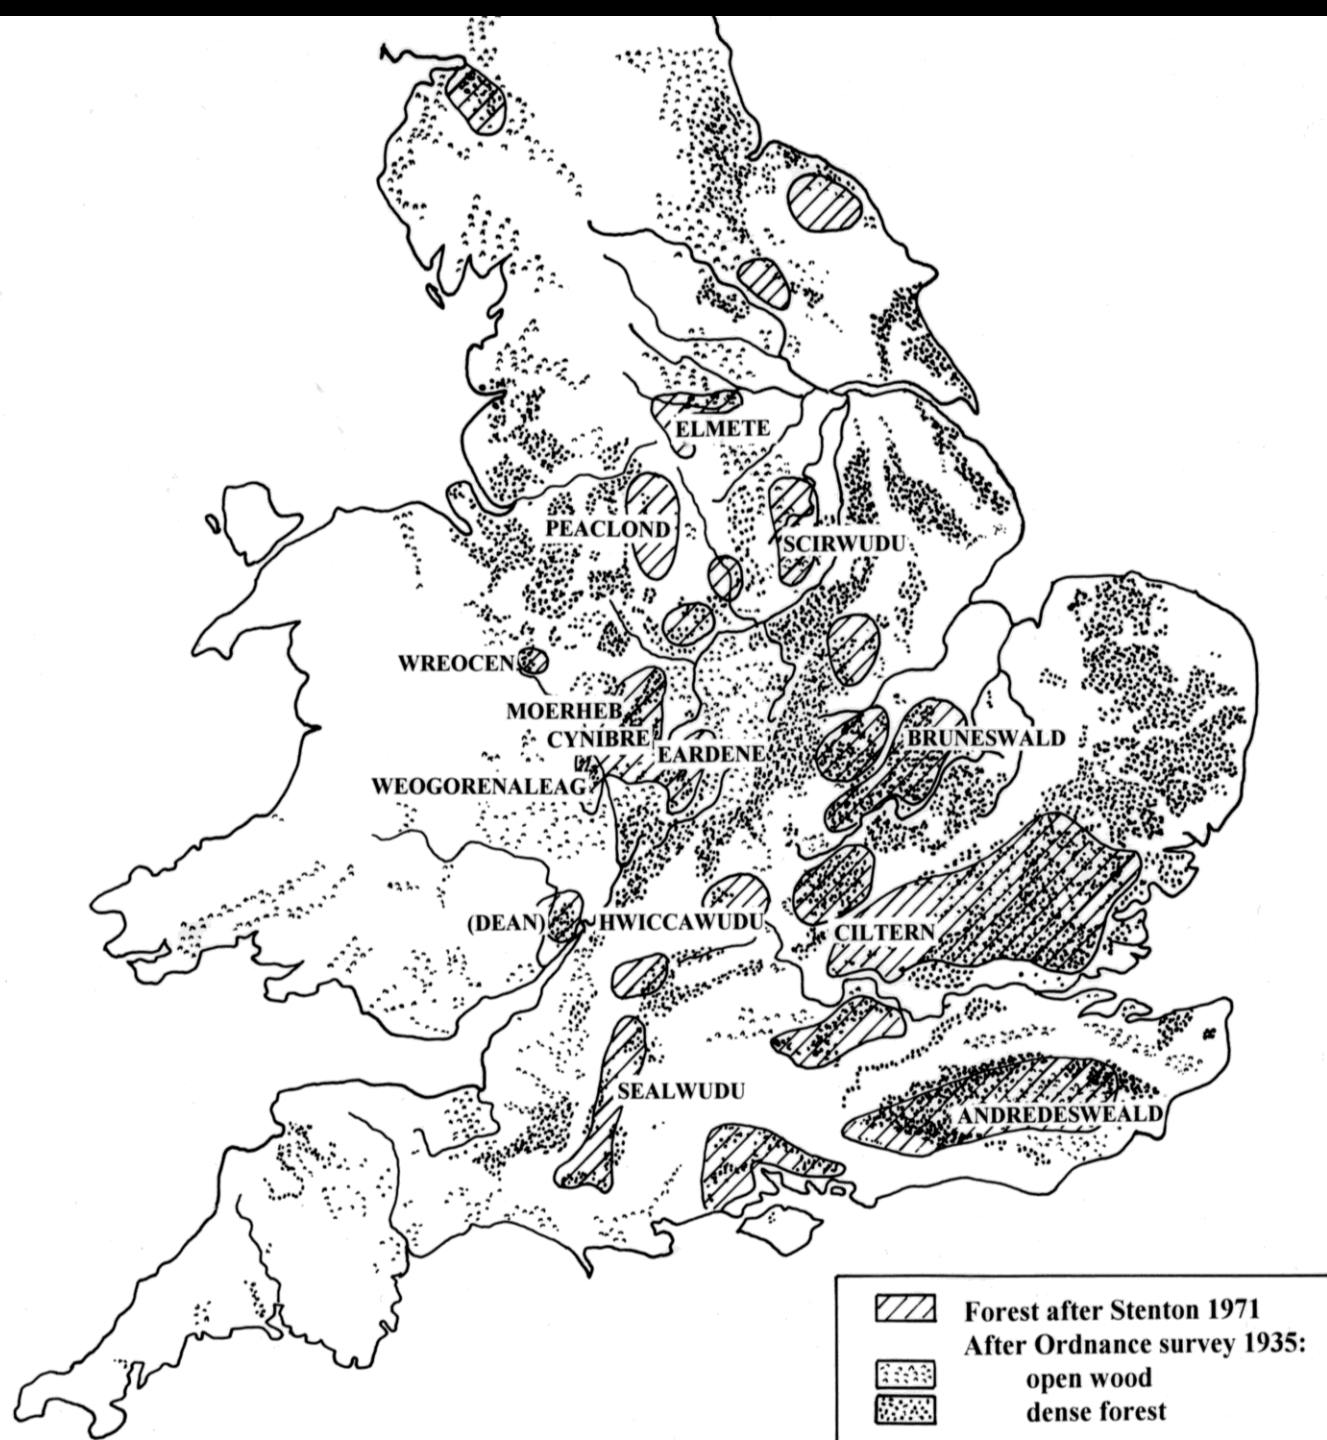 ELMETE
PEACLOND
SCIRWUDU
WREOCEN
MOERHEB
CYNIBRE
EARDENE
BRUNESWALD
WEOGORENALEAG
(DEAN)
HWICCAWUDU
CILTERN
SEALWUDU
ANDREDESWEALD
Forest after Stenton 1971
After Ordnance survey 1935:
open wood
dense forest